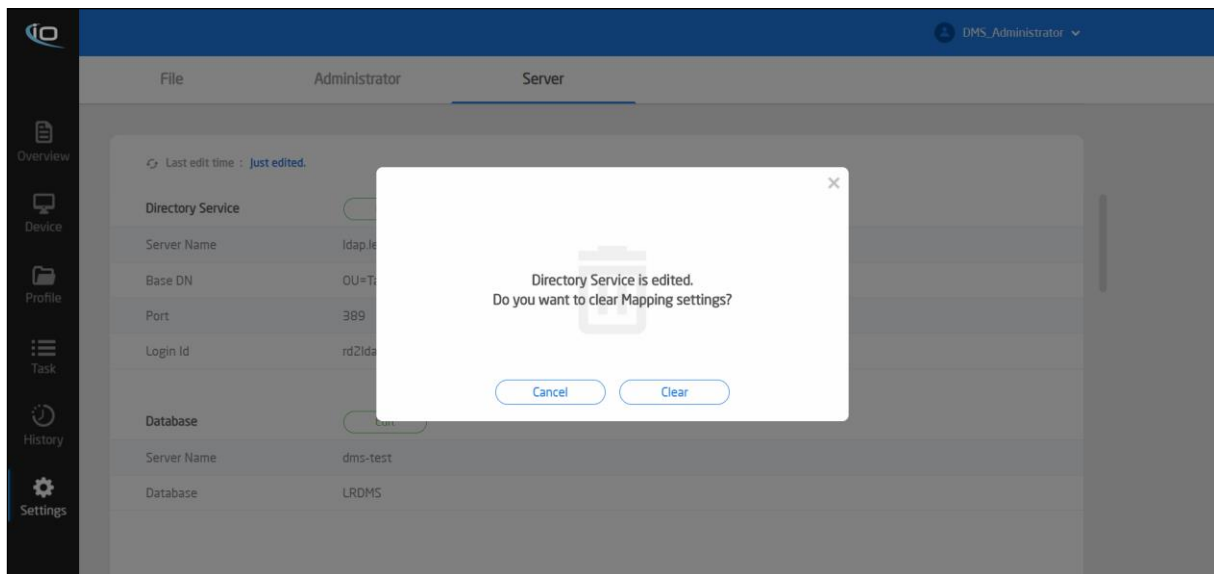 iO
DMS_Administrator
File Administrator Server
Overview
Device
Profile
Task
History
Settings
Last edit time : Just edited.
Directory Service
Server Name
Base DN
Port 389
Login Id
Directory Service is edited.
Do you want to clear Mapping settings?
Cancel Clear
Database Edit
Server Name dms-test
Database LRDMS